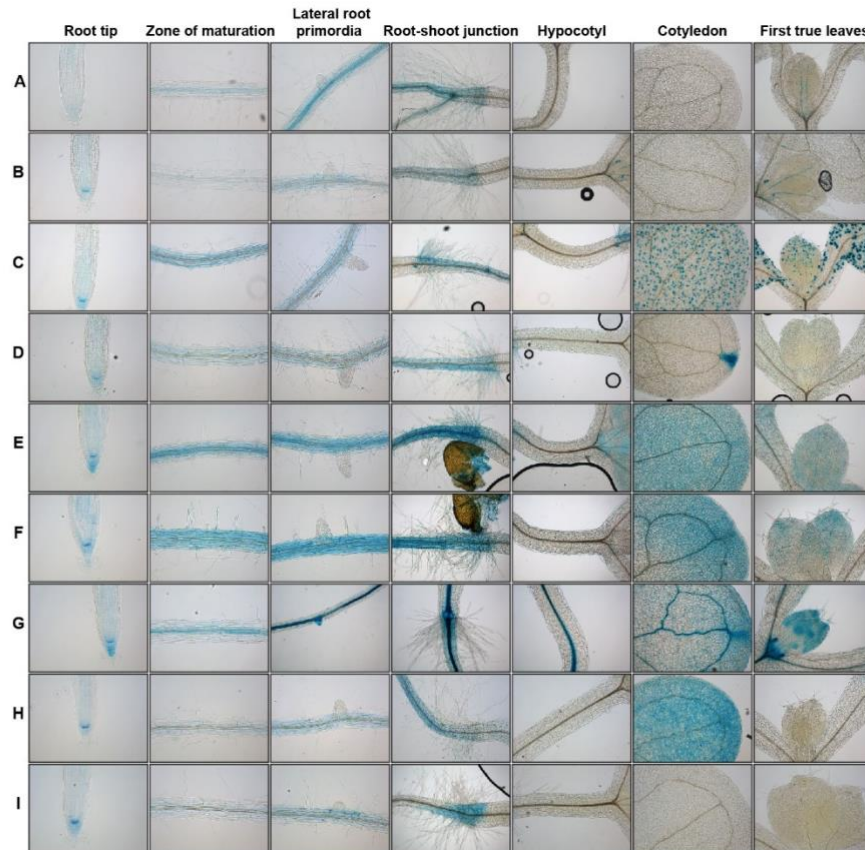 Root tip Zone of maturation Lateral root primordia Root-shoot junction Hypocotyl Cotyledon First true leaves
A
B
C
D
E
F
G
H
I